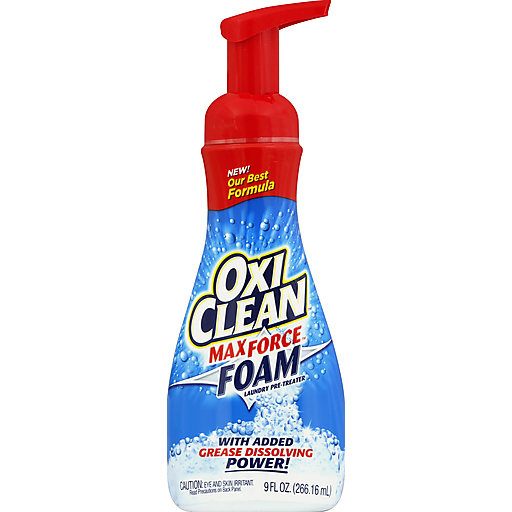 NEW!
Our Best
Formula
OXI
CLEAN
MAX FORCE™
FOAM
LAUNDRY PRE-TREATER
WITH ADDED
GREASE DISSOLVING
POWER!
CAUTION: EYE AND SKIN IRRITANT.
Read Precautions on Back Panel.
9 FL OZ. (266.16 mL)